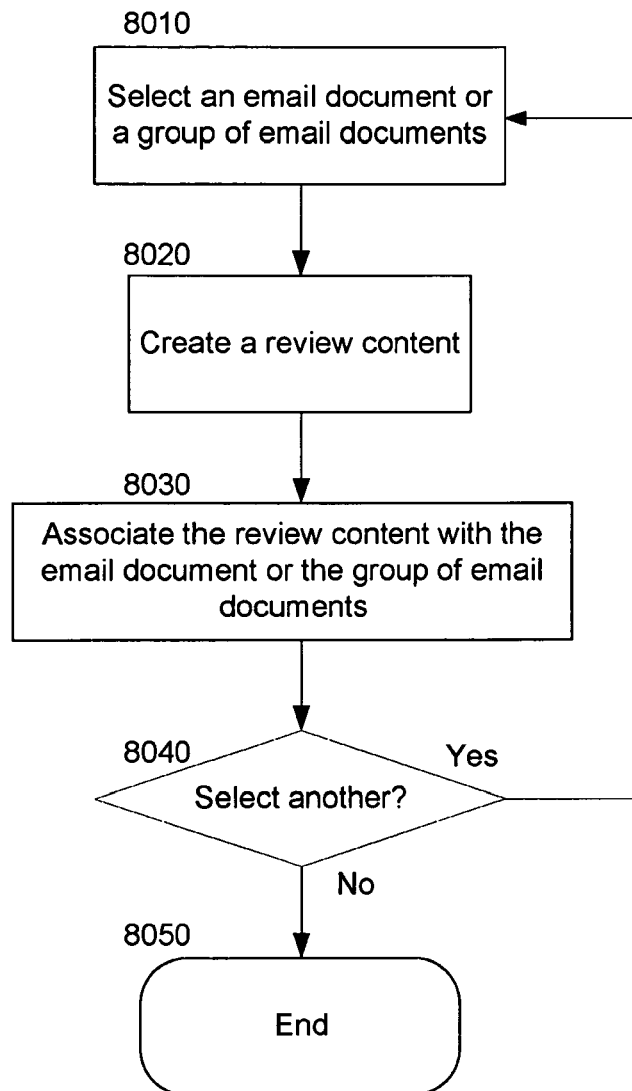 8010
Select an email document or
a group of email documents
8020
Create a review content
8030
Associate the review content with the
email document or the group of email
documents
8040
Yes
Select another?
No
8050
End